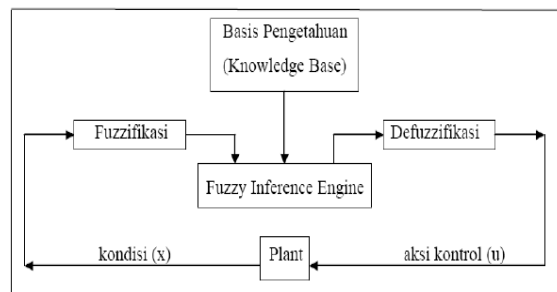 Basis Pengetahuan
(Knowledge Base)
Fuzzifikasi
Defuzzifikasi
Fuzzy Inference Engine
kondisi (x)
Plant
aksi kontrol (u)